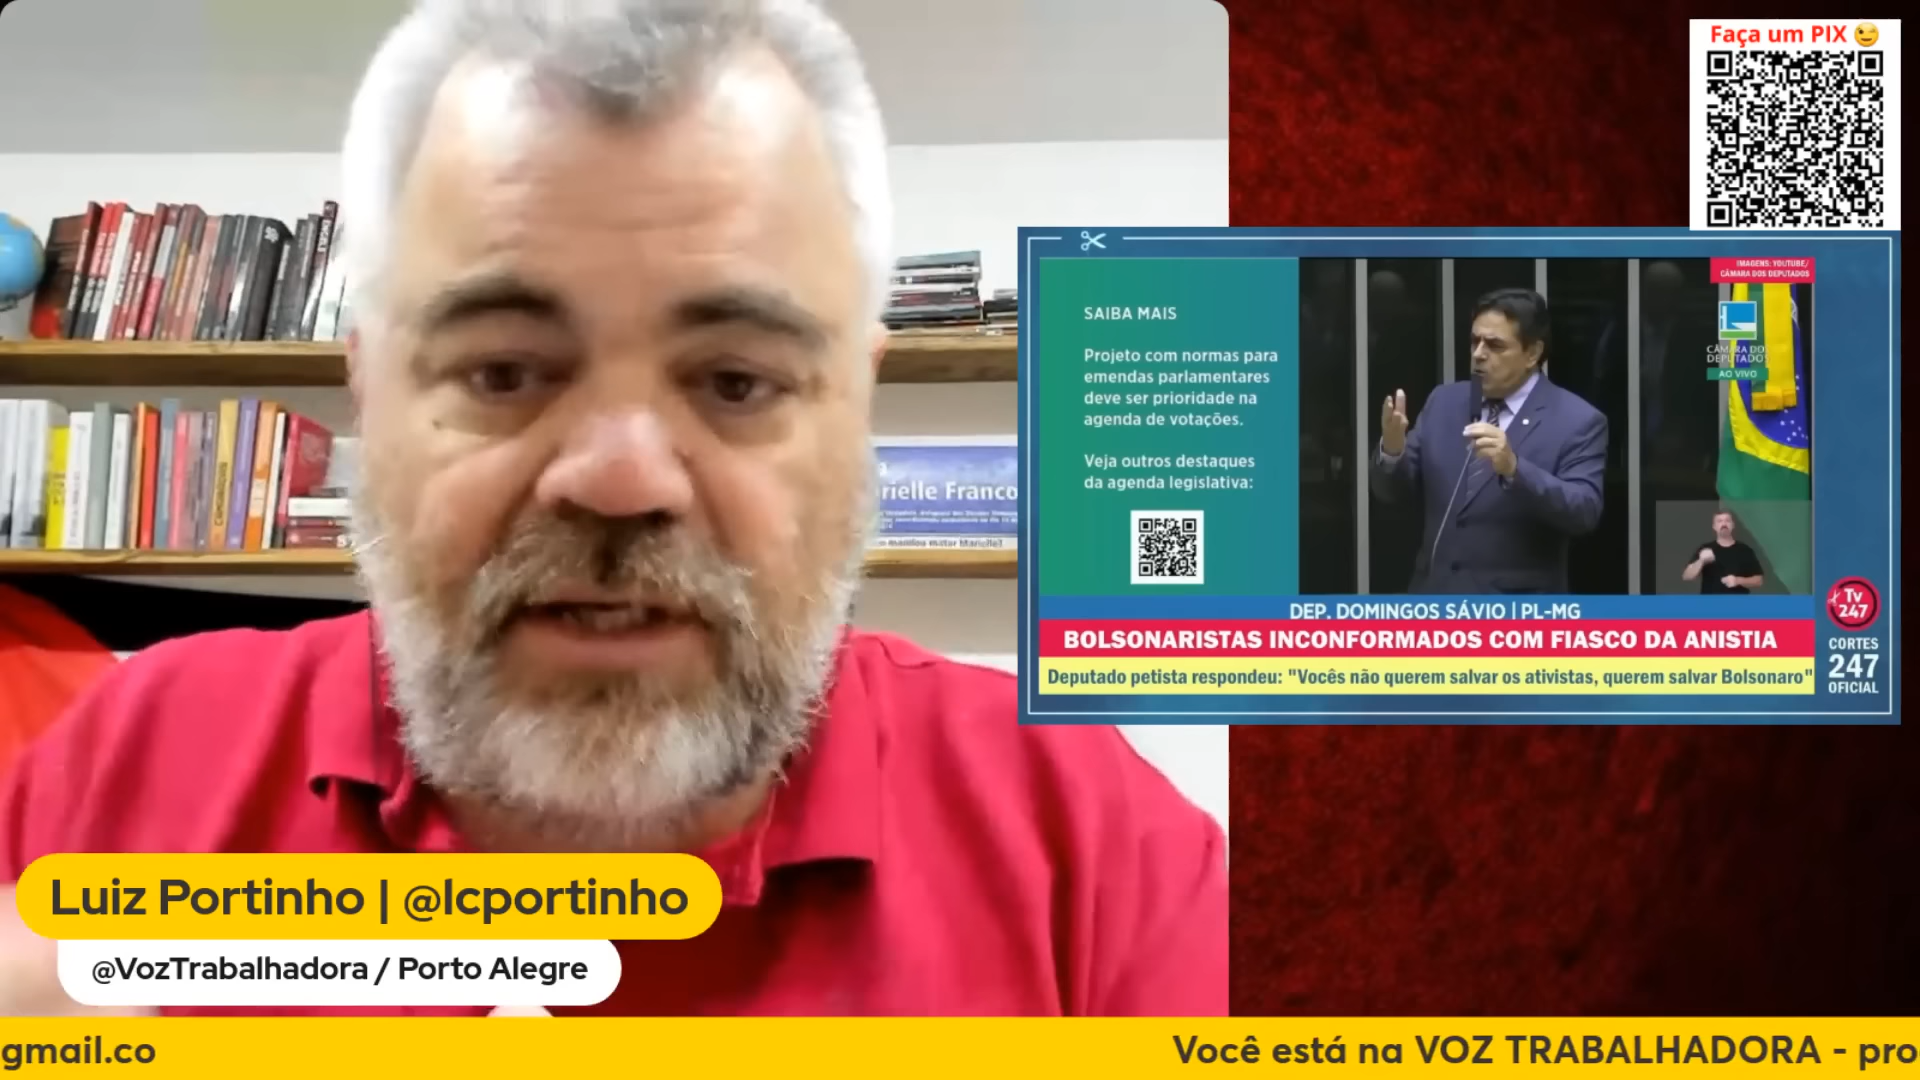 Faça um PIX
IMAGENS: YOUTUBE/
CÂMARA DOS DEPUTADOS
SAIBA MAIS
Projeto com normas para
emendas parlamentares
deve ser prioridade na
agenda de votações.
Veja outros destaques
da agenda legislativa:
CÂMARA DOS
DEPUTADOS
AO VIVO
rielle Franco
DEP. DOMINGOS SÁVIO | PL-MG
BOLSONARISTAS INCONFORMADOS COM FIASCO DA ANISTIA
Deputado petista respondeu: "Vocês não querem salvar os ativistas, querem salvar Bolsonaro"
Tv
247
CORTES
247
OFICIAL
Luiz Portinho | @lcportinho
@VozTrabalhadora / Porto Alegre
gmail.co
Você está na VOZ TRABALHADORA - pro